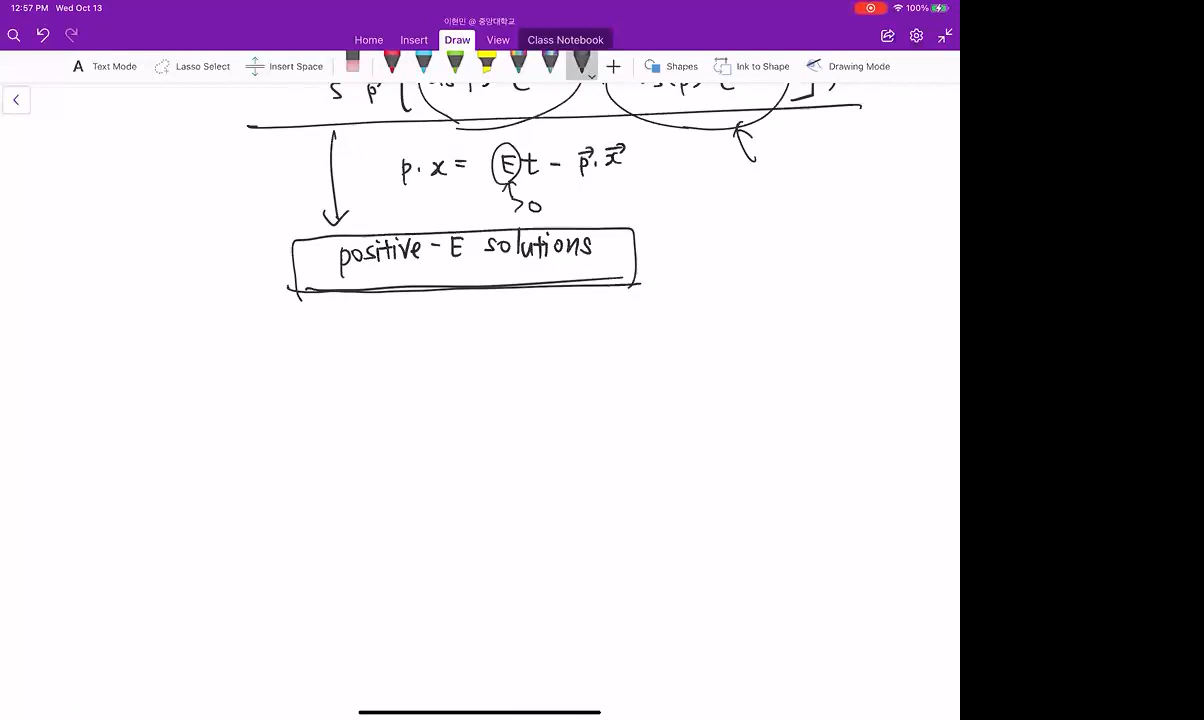 12:57 PM Wed Oct 13
100%
이현민 @ 중앙대학교
Home Insert Draw View Class Notebook
A Text Mode Lasso Select Insert Space Shapes Ink to Shape Drawing Mode
p · x = E t - p⃗ · x⃗
> 0
positive - E solutions